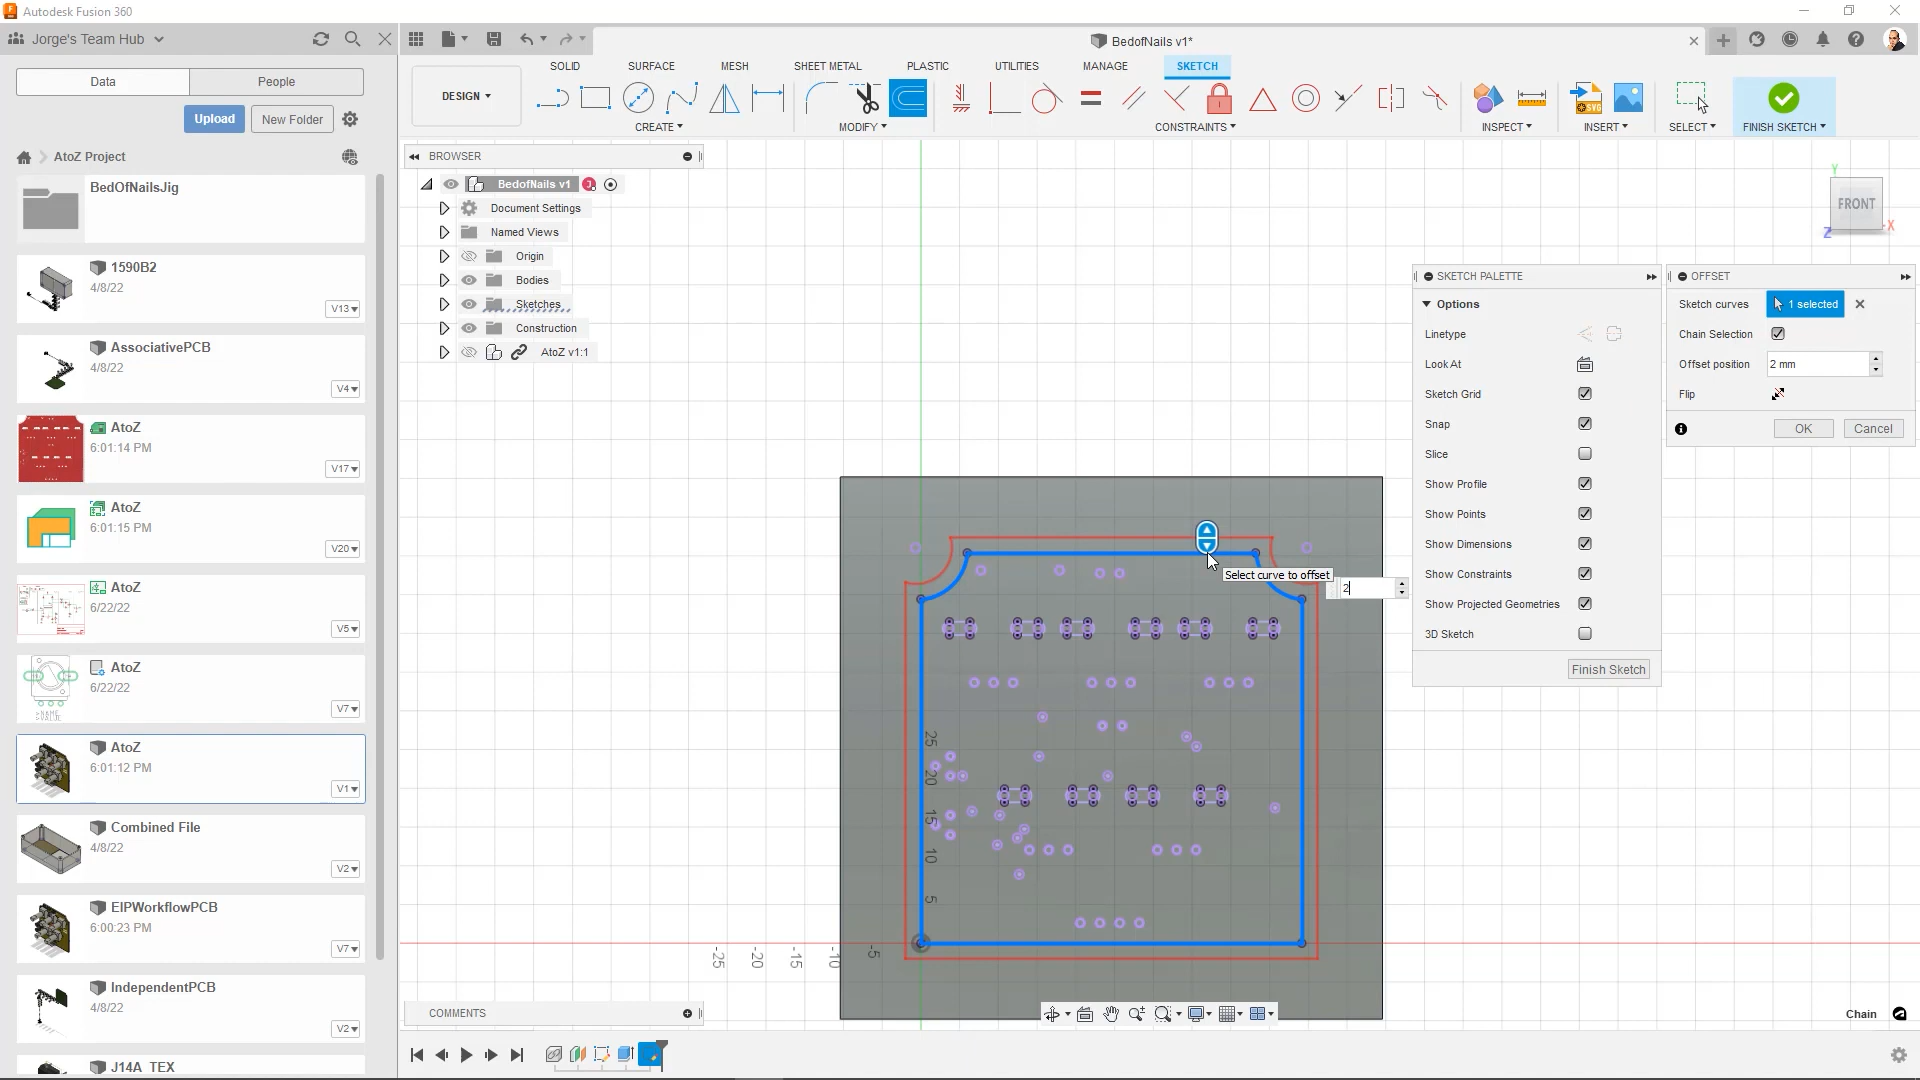 Autodesk Fusion 360
Jorge's Team Hub
BedofNails v1*
Data
People
Upload
New Folder
AtoZ Project
BedOfNailsJig
1590B2
4/8/22
V13
AssociativePCB
4/8/22
V4
AtoZ
6:01:14 PM
V17
AtoZ
6:01:15 PM
V20
AtoZ
6/22/22
V5
AtoZ
6/22/22
V7
>NAME
AtoZ
6:01:12 PM
V1
Combined File
4/8/22
V2
EIPWorkflowPCB
6:00:23 PM
V7
IndependentPCB
4/8/22
V2
J14A_TEX
DESIGN
SOLID
SURFACE
MESH
SHEET METAL
PLASTIC
UTILITIES
MANAGE
SKETCH
CREATE
MODIFY
CONSTRAINTS
INSPECT
INSERT
SVG
SELECT
FINISH SKETCH
BROWSER
BedofNails v1
Document Settings
Named Views
Origin
Bodies
Sketches
Construction
AtoZ v1:1
Y
FRONT
X
Z
SKETCH PALETTE
Options
Linetype
Look At
Sketch Grid
Snap
Slice
Show Profile
Show Points
Show Dimensions
Show Constraints
Show Projected Geometries
3D Sketch
Finish Sketch
OFFSET
Sketch curves
1 selected
Chain Selection
Offset position
2 mm
Flip
OK
Cancel
Select curve to offset
2
25
20
15
10
5
-25
-20
-15
-10
-5
COMMENTS
Chain